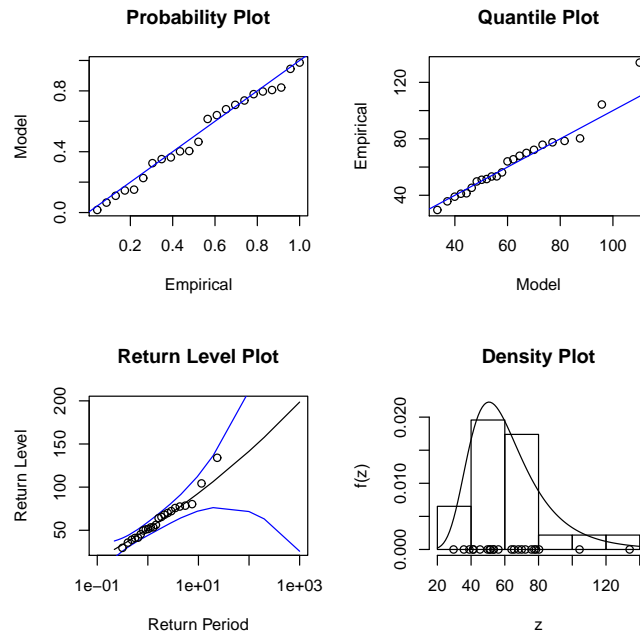 Probability Plot
Model
0.0 0.4 0.8
0.2 0.4 0.6 0.8 1.0
Empirical
Quantile Plot
Empirical
40 80 120
40 60 80 100
Model
Return Level Plot
Return Level
50 100 150 200
1e−01 1e+01 1e+03
Return Period
Density Plot
f(z)
0.000 0.010 0.020
20 40 60 80 100 140
z